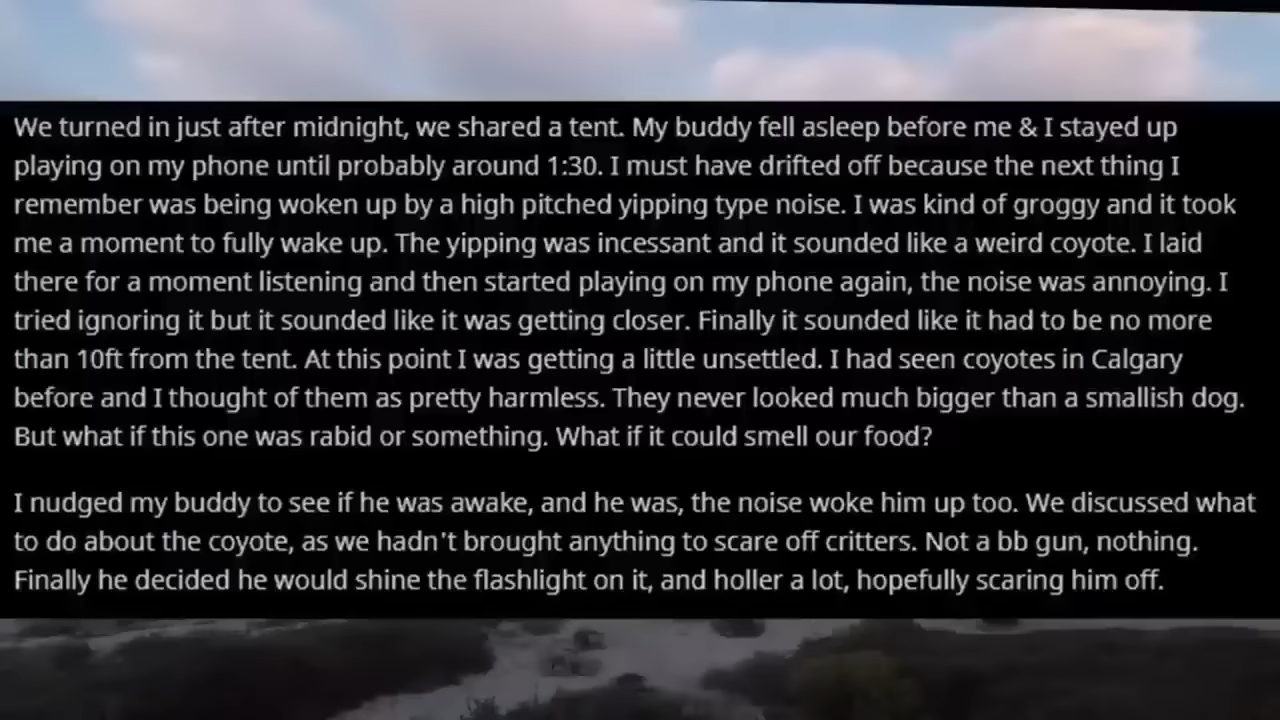 We turned in just after midnight, we shared a tent. My buddy fell asleep before me & I stayed up
playing on my phone until probably around 1:30. I must have drifted off because the next thing I
remember was being woken up by a high pitched yipping type noise. I was kind of groggy and it took
me a moment to fully wake up. The yipping was incessant and it sounded like a weird coyote. I laid
there for a moment listening and then started playing on my phone again, the noise was annoying. I
tried ignoring it but it sounded like it was getting closer. Finally it sounded like it had to be no more
than 10ft from the tent. At this point I was getting a little unsettled. I had seen coyotes in Calgary
before and I thought of them as pretty harmless. They never looked much bigger than a smallish dog.
But what if this one was rabid or something. What if it could smell our food?
I nudged my buddy to see if he was awake, and he was, the noise woke him up too. We discussed what
to do about the coyote, as we hadn't brought anything to scare off critters. Not a bb gun, nothing.
Finally he decided he would shine the flashlight on it, and holler a lot, hopefully scaring him off.